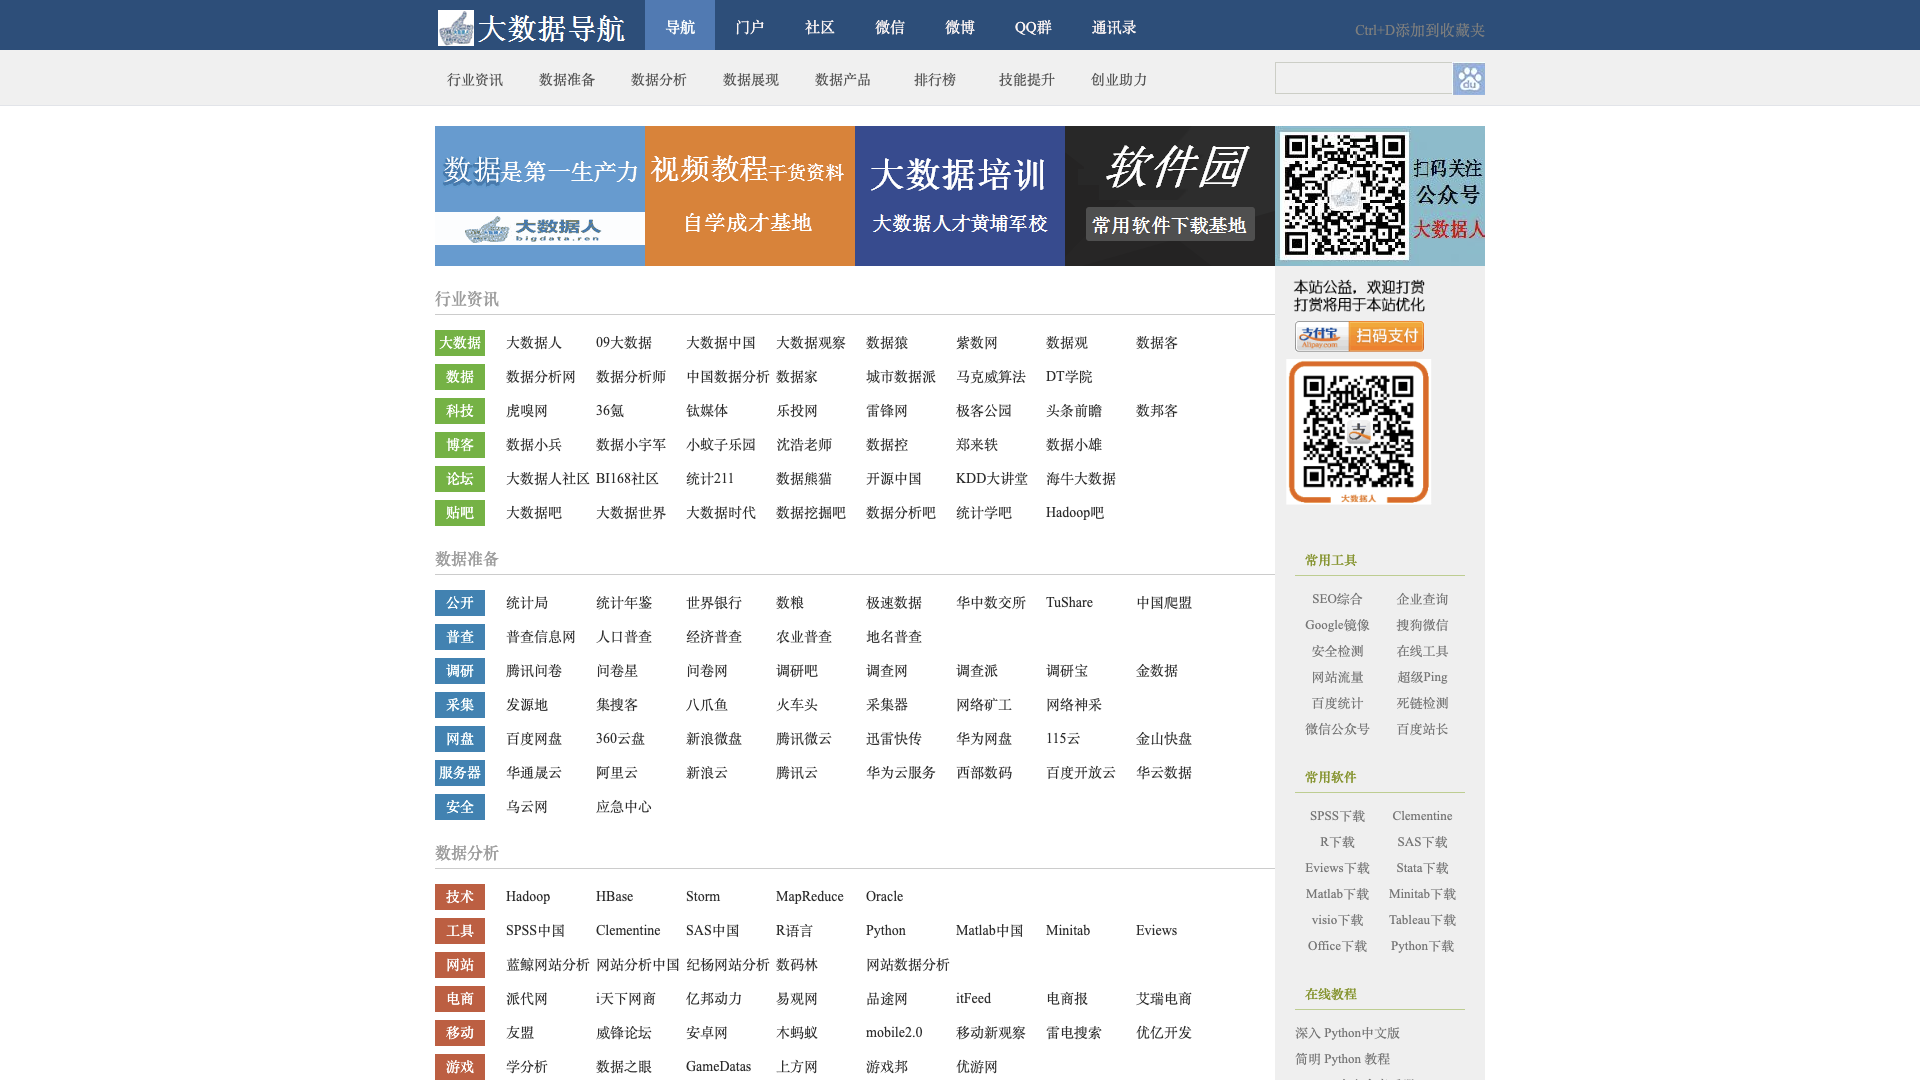 大数据导航 导航 门户 社区 微信 微博 QQ群 通讯录 Ctrl+D添加到收藏夹
行业资讯 数据准备 数据分析 数据展现 数据产品 排行榜 技能提升 创业助力
数据是第一生产力
大数据人
bigdata.ren
视频教程干货资料
自学成才基地
大数据培训
大数据人才黄埔军校
软件园
常用软件下载基地
扫码关注
公众号
大数据人
行业资讯
大数据 大数据人 09大数据 大数据中国 大数据观察 数据猿 紫数网 数据观 数据客
数据 数据分析网 数据分析师 中国数据分析 数据家 城市数据派 马克威算法 DT学院
科技 虎嗅网 36氪 钛媒体 乐投网 雷锋网 极客公园 头条前瞻 数邦客
博客 数据小兵 数据小宇军 小蚊子乐园 沈浩老师 数据控 郑来轶 数据小雄
论坛 大数据人社区 BI168社区 统计211 数据熊猫 开源中国 KDD大讲堂 海牛大数据
贴吧 大数据吧 大数据世界 大数据时代 数据挖掘吧 数据分析吧 统计学吧 Hadoop吧
数据准备
公开 统计局 统计年鉴 世界银行 数粮 极速数据 华中数交所 TuShare 中国爬盟
普查 普查信息网 人口普查 经济普查 农业普查 地名普查
调研 腾讯问卷 问卷星 问卷网 调研吧 调查网 调查派 调研宝 金数据
采集 发源地 集搜客 八爪鱼 火车头 采集器 网络矿工 网络神采
网盘 百度网盘 360云盘 新浪微盘 腾讯微云 迅雷快传 华为网盘 115云 金山快盘
服务器 华通晟云 阿里云 新浪云 腾讯云 华为云服务 西部数码 百度开放云 华云数据
安全 乌云网 应急中心
数据分析
技术 Hadoop HBase Storm MapReduce Oracle
工具 SPSS中国 Clementine SAS中国 R语言 Python Matlab中国 Minitab Eviews
网站 蓝鲸网站分析 网站分析中国 纪杨网站分析 数码林 网站数据分析
电商 派代网 i天下网商 亿邦动力 易观网 品途网 itFeed 电商报 艾瑞电商
移动 友盟 威锋论坛 安卓网 木蚂蚁 mobile2.0 移动新观察 雷电搜索 优亿开发
游戏 学分析 数据之眼 GameDatas 上方网 游戏邦 优游网
本站公益，欢迎打赏
打赏将用于本站优化
支付宝 扫码支付
Alipay.com
支
大数据人
常用工具
SEO综合 企业查询
Google镜像 搜狗微信
安全检测 在线工具
网站流量 超级Ping
百度统计 死链检测
微信公众号 百度站长
常用软件
SPSS下载 Clementine
R下载 SAS下载
Eviews下载 Stata下载
Matlab下载 Minitab下载
visio下载 Tableau下载
Office下载 Python下载
在线教程
深入 Python中文版
简明 Python 教程